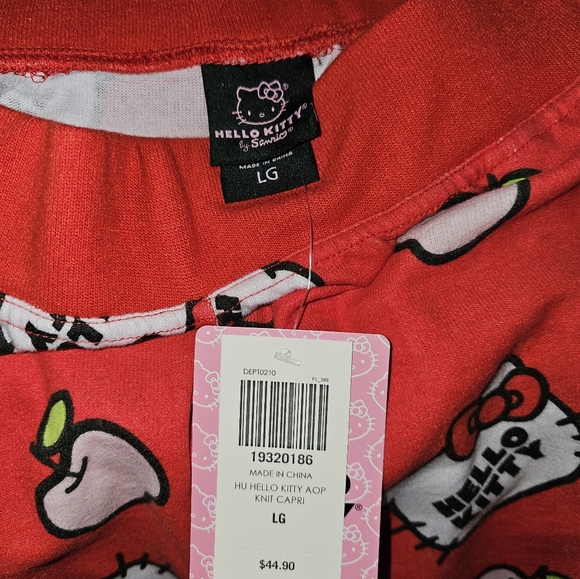 HELLO KITTY®
by Sanrio®
MADE IN CHINA
LG
DEPT0210
19320186
MADE IN CHINA
HU HELLO KITTY AOP
KNIT CAPRI
LG
$44.90
HELLO
KITTY